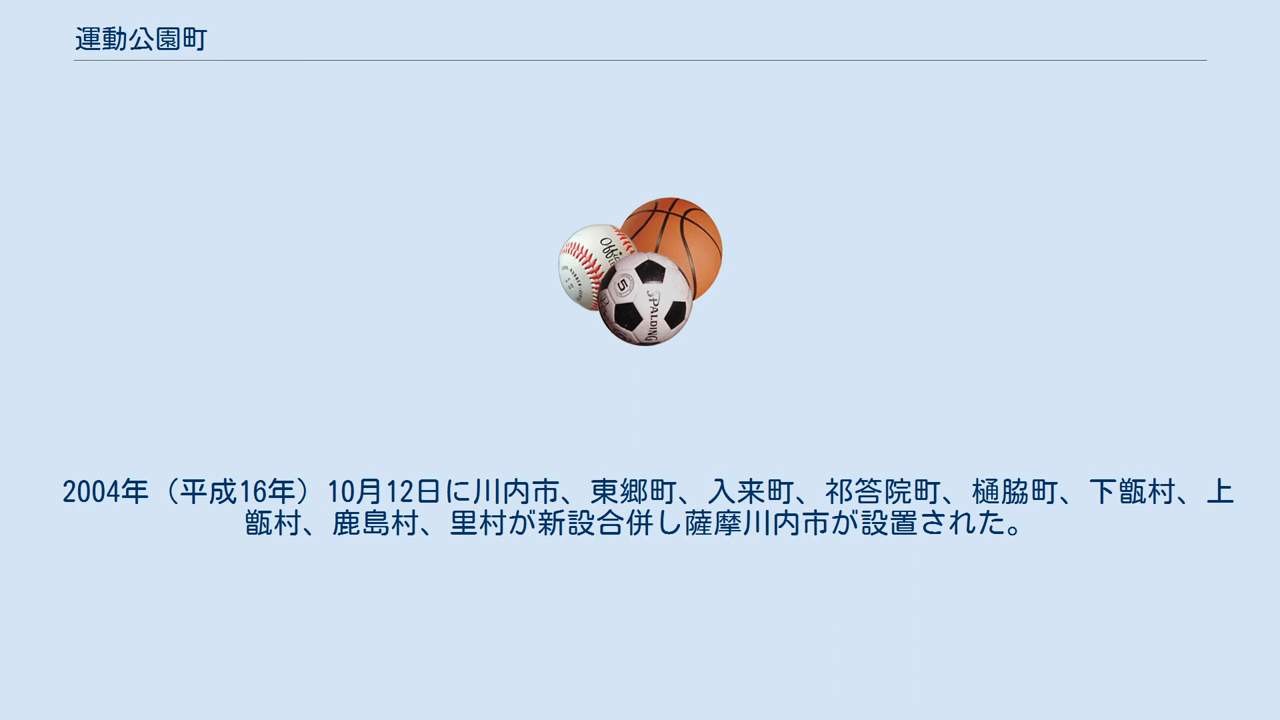 運動公園町
Offic
5
SPALDING
2004年（平成16年）10月12日に川内市、東郷町、入来町、祁答院町、樋脇町、下甑村、上
甑村、鹿島村、里村が新設合併し薩摩川内市が設置された。